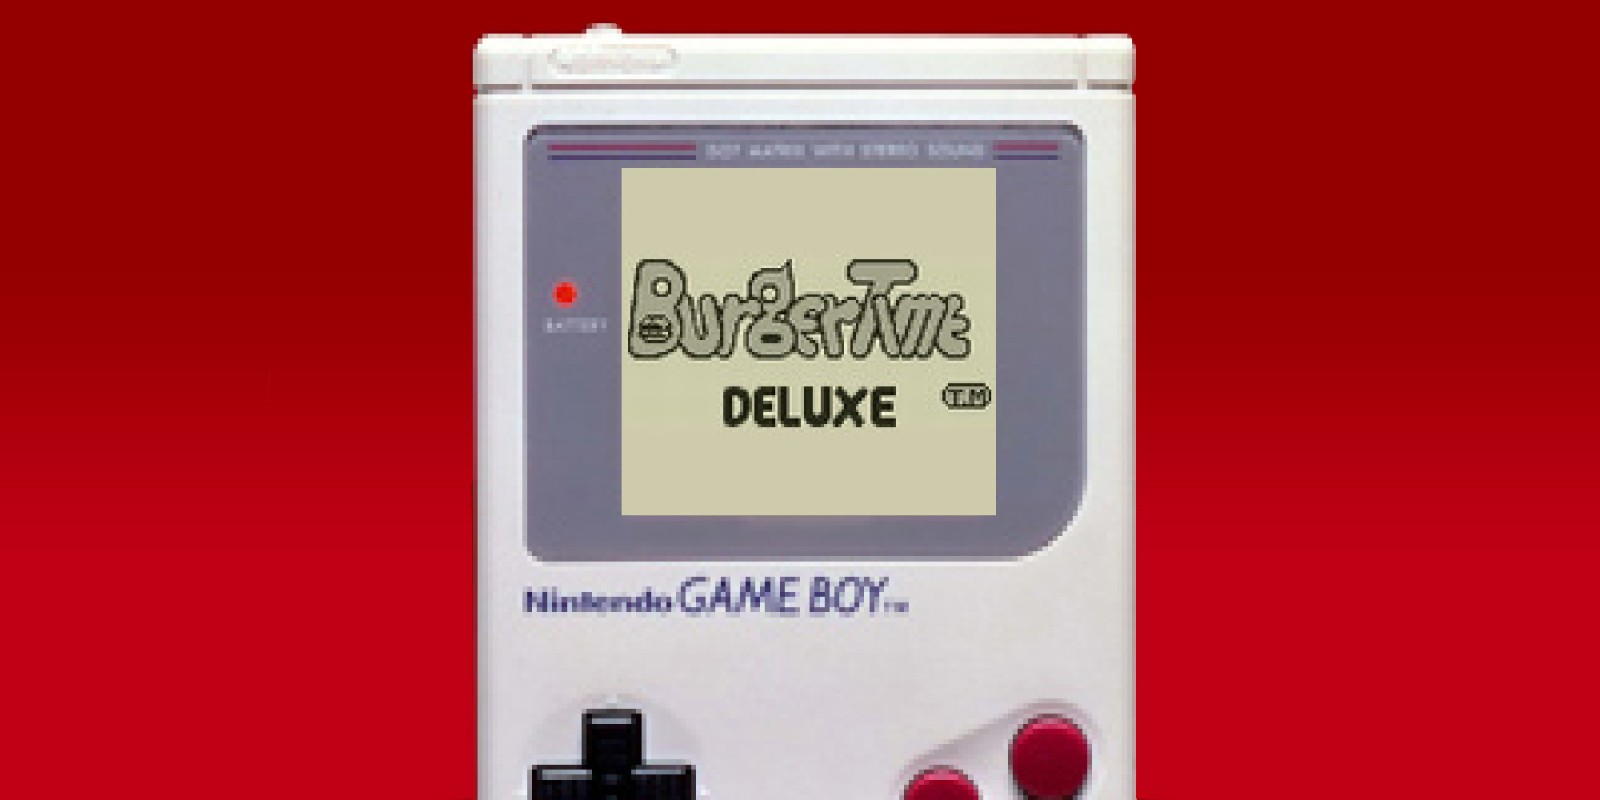 DOT MATRIX WITH STEREO SOUND
BurgerTime
DELUXE TM
BATTERY
Nintendo GAME BOY TM